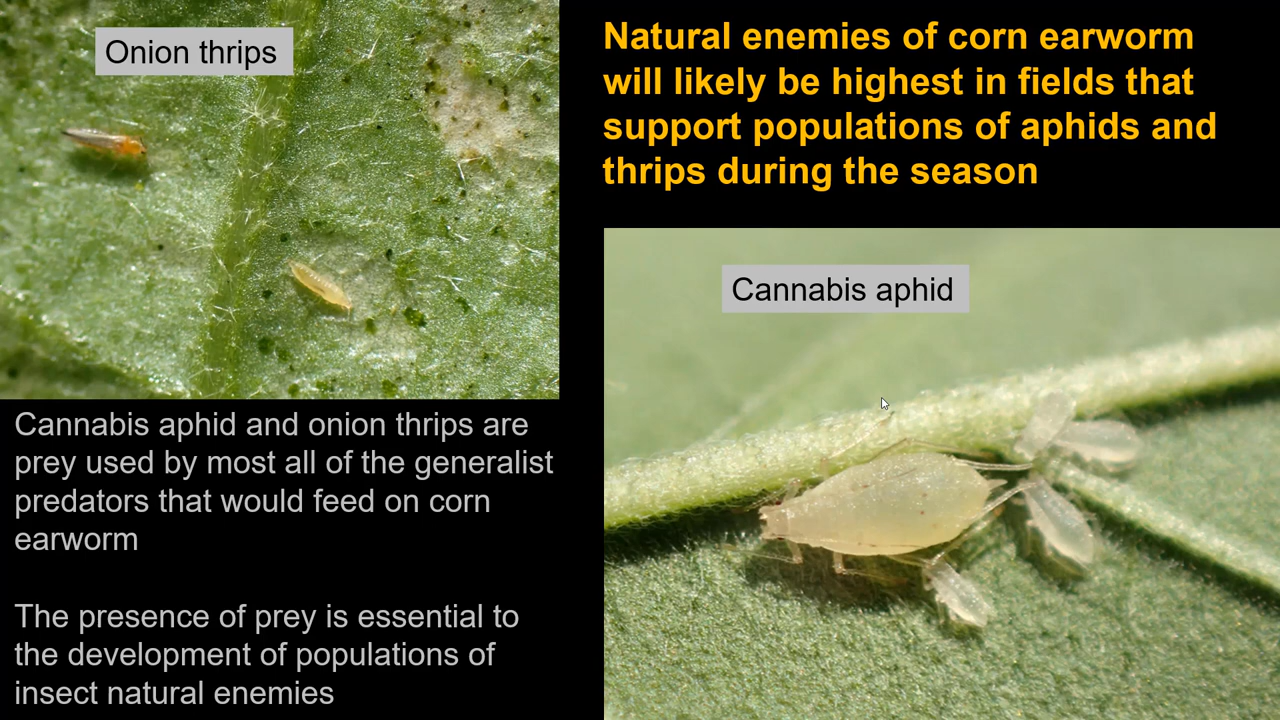 Onion thrips
Natural enemies of corn earworm
will likely be highest in fields that
support populations of aphids and
thrips during the season
Cannabis aphid
Cannabis aphid and onion thrips are
prey used by most all of the generalist
predators that would feed on corn
earworm
The presence of prey is essential to
the development of populations of
insect natural enemies